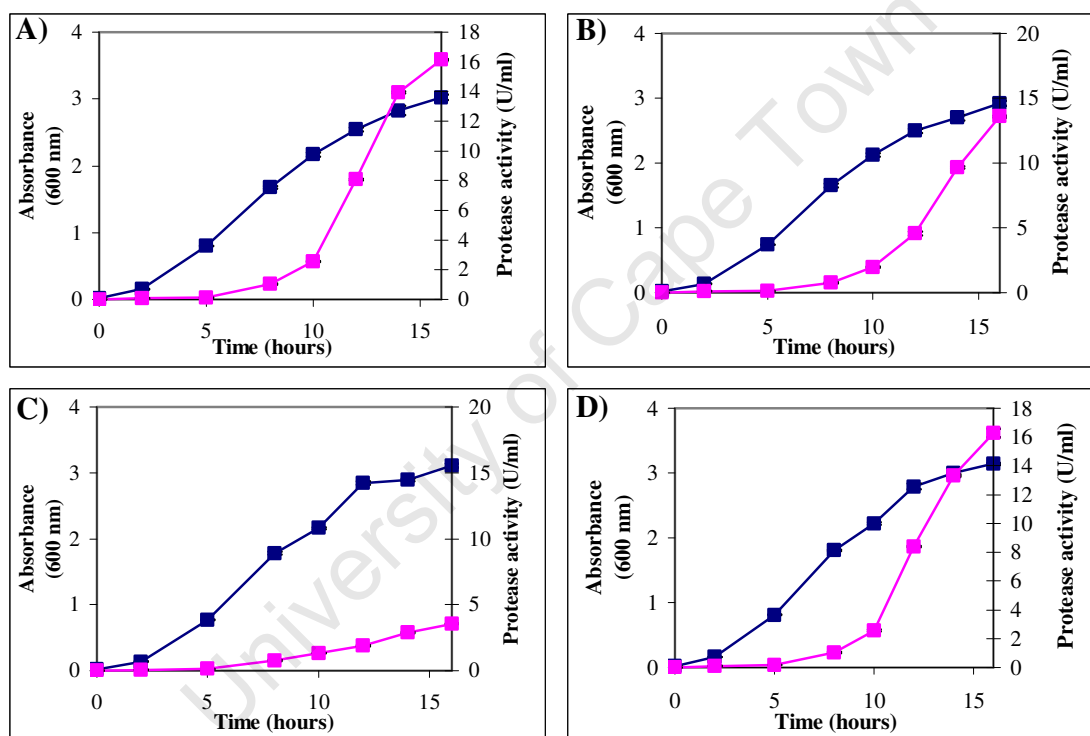 A)
Absorbance
(600 nm)
4
3
2
1
0
0 5 10 15
Time (hours)
18
16
14
12
10
8
6
4
2
0
Protease activity (U/ml)
B)
Absorbance
(600 nm)
4
3
2
1
0
0 5 10 15
Time (hours)
20
15
10
5
0
Protease activity (U/ml)
C)
Absorbance
(600 nm)
4
3
2
1
0
0 5 10 15
Time (hours)
20
15
10
5
0
Protease activity (U/ml)
D)
Absorbance
(600 nm)
4
3
2
1
0
0 5 10 15
Time (hours)
18
16
14
12
10
8
6
4
2
0
Protease activity (U/ml)
University of Cape Town